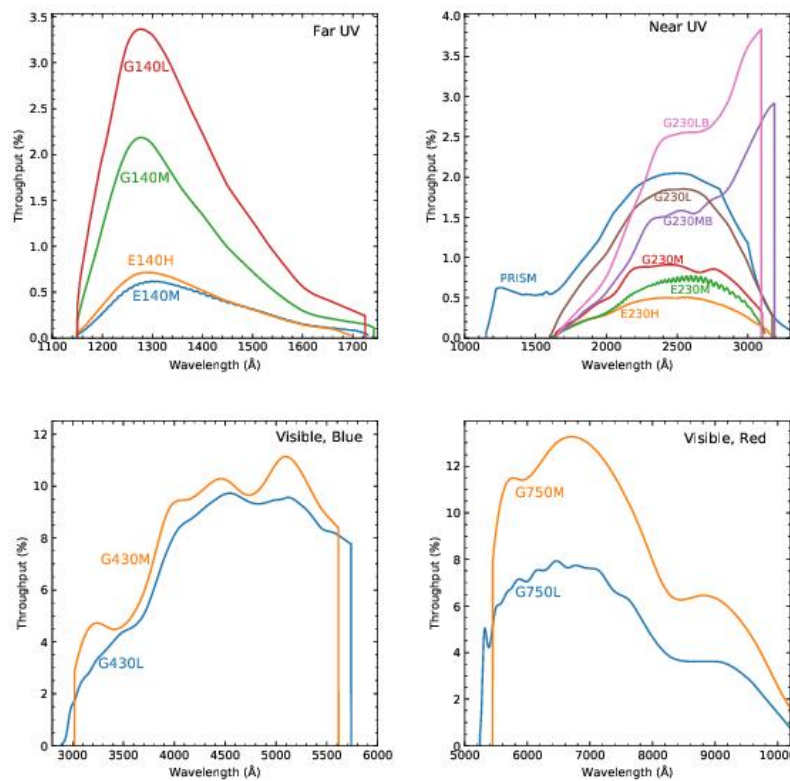 Far UV
G140L
G140M
E140H
E140M
Throughput (%)
0.0
0.5
1.0
1.5
2.0
2.5
3.0
3.5
1100 1200 1300 1400 1500 1600 1700
Wavelength (Å)
Near UV
G230LB
G230L
G230MB
PRISM
G230M
E230M
E230H
Throughput (%)
0.0
0.5
1.0
1.5
2.0
2.5
3.0
3.5
4.0
1000 1500 2000 2500 3000
Wavelength (Å)
Visible, Blue
G430M
G430L
Throughput (%)
0
2
4
6
8
10
12
3000 3500 4000 4500 5000 5500 6000
Wavelength (Å)
Visible, Red
G750M
G750L
Throughput (%)
0
2
4
6
8
10
12
5000 6000 7000 8000 9000 1000
Wavelength (Å)